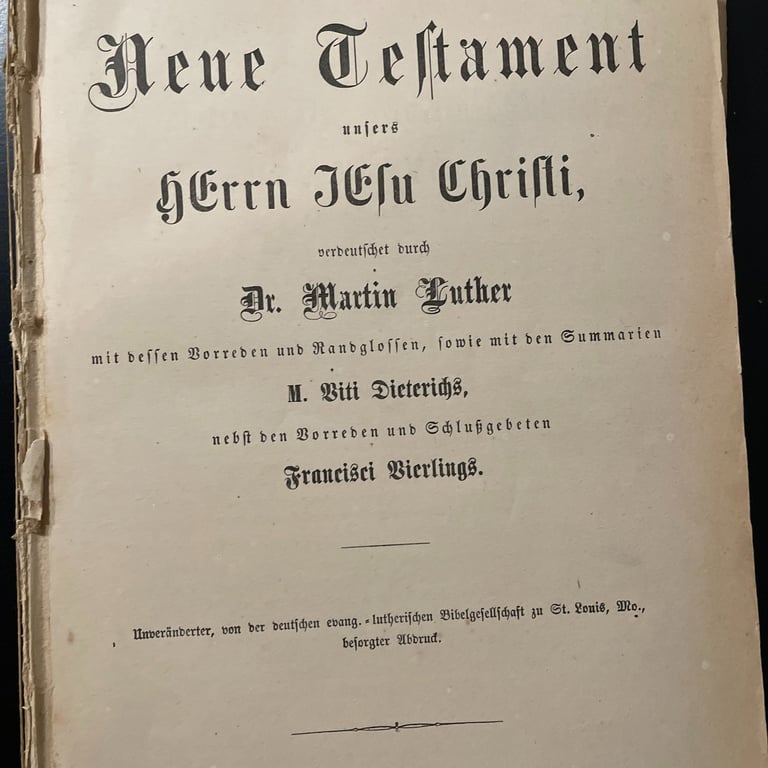 Neue Testament
unsers
HErrn JEsu Christi,
verdeutschet durch
Dr. Martin Luther
mit dessen Vorreden und Randglossen, sowie mit den Summarien
M. Viti Dieterichs,
nebst den Vorreden und Schlußgebeten
Francisci Vierlings.
Unveränderter, von der deutschen evang.-lutherischen Bibelgesellschaft zu St. Louis, Mo.,
besorgter Abdruck.